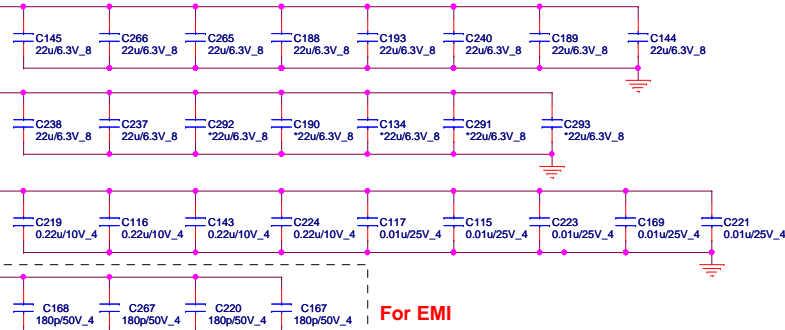 C145 C266 C265 C188 C193 C240 C189 C144
22u/6.3V_8 22u/6.3V_8 22u/6.3V_8 22u/6.3V_8 22u/6.3V_8 22u/6.3V_8 22u/6.3V_8 22u/6.3V_8
C238 C237 C292 C190 C134 C291 C293
22u/6.3V_8 22u/6.3V_8 *22u/6.3V_8 *22u/6.3V_8 *22u/6.3V_8 *22u/6.3V_8 *22u/6.3V_8
C219 C116 C143 C224 C117 C115 C223 C169 C221
0.22u/10V_4 0.22u/10V_4 0.22u/10V_4 0.22u/10V_4 0.01u/25V_4 0.01u/25V_4 0.01u/25V_4 0.01u/25V_4 0.01u/25V_4
C168 C267 C220 C167
180p/50V_4 180p/50V_4 180p/50V_4 180p/50V_4
For EMI